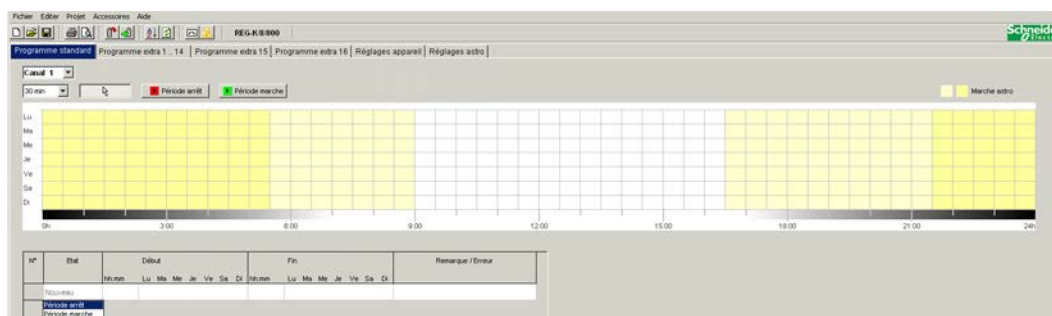 Fichier Editer Projet Accessoires Aide
REG-K/8/800
Schneider
Electric
Programme standard Programme extra 1 .. 14 Programme extra 15 Programme extra 16 Réglages appareil Réglages astro
Canal 1
30 min Période arrêt Période marche Marche astro
Lu
Ma
Me
Je
Ve
Sa
Di
0h 3:00 6:00 9:00 12:00 15:00 18:00 21:00 24h
N° Etat Début Fin Remarque / Erreur
hh:mm Lu Ma Me Je Ve Sa Di hh:mm Lu Ma Me Je Ve Sa Di
Nouveau
Période arrêt
Période marche